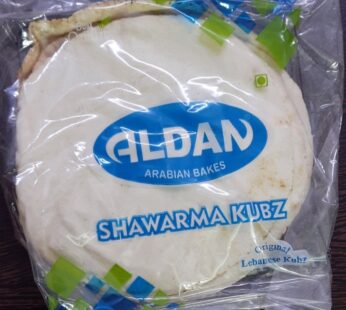 ALDAN
ARABIAN BAKES
SHAWARMA KUBZ
Original
Lebanese Kubz